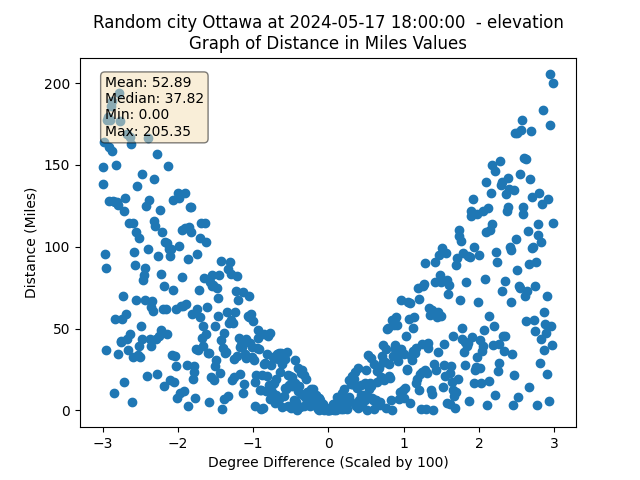 Random city Ottawa at 2024-05-17 18:00:00  - elevation
Graph of Distance in Miles Values
Mean: 52.89
Median: 37.82
Min: 0.00
Max: 205.35
Distance (Miles)
200
150
100
50
0
−3 −2 −1 0 1 2 3
Degree Difference (Scaled by 100)